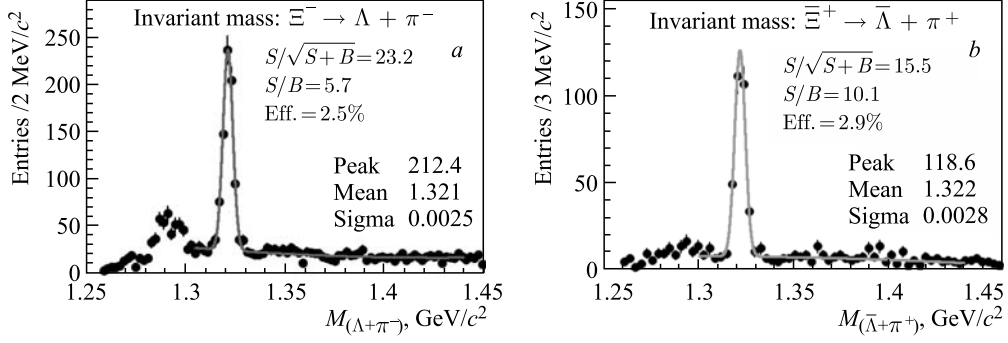 Invariant mass: Ξ⁻ → Λ + π⁻
a
S/√S + B = 23.2
S/B = 5.7
Eff. = 2.5%
Peak 212.4
Mean 1.321
Sigma 0.0025
Entries /2 MeV/c²
250
200
150
100
50
0
1.25 1.3 1.35 1.4 1.45
M(Λ+π⁻), GeV/c²
Invariant mass: Ξ̅⁺ → Λ̅ + π⁺
b
S/√S + B = 15.5
S/B = 10.1
Eff. = 2.9%
Peak 118.6
Mean 1.322
Sigma 0.0028
Entries /3 MeV/c²
150
100
50
0
1.25 1.3 1.35 1.4 1.45
M(Λ̅+π⁺), GeV/c²